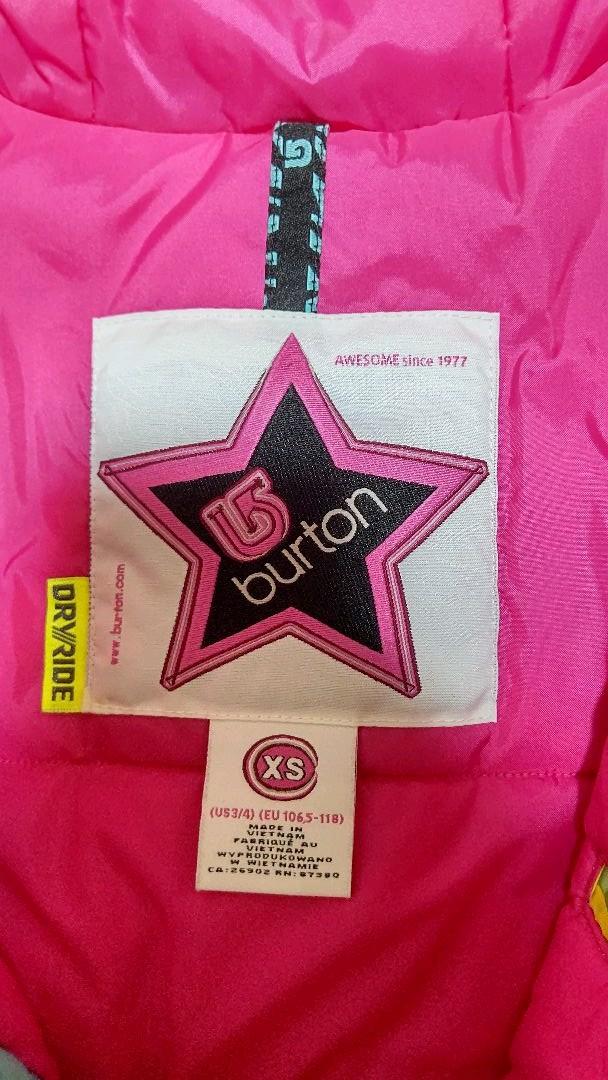 AWESOME since 1977
burton
www.burton.com
DRY//RIDE
XS
(US3/4) (EU 106,5-118)
MADE IN
VIETNAM
FABRIQUÉ AU
VIETNAM
WYPRODUKOWANO
W WIETNAMIE
CA:26902 RN:87380